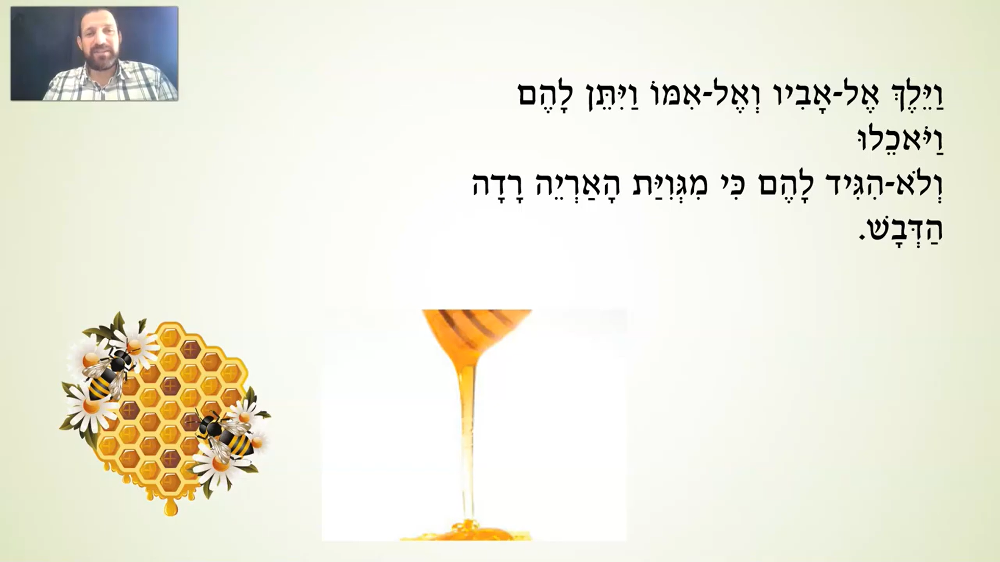 וַיֵּלֶךְ אֶל-אָבִיו וְאֶל-אִמּוֹ וַיִּתֵּן לָהֶם
וַיֹּאכֵלוּ
וְלֹא-הִגִּיד לָהֶם כִּי מִגְּוִיַּת הָאַרְיֵה רָדָה
הַדְּבָשׁ.